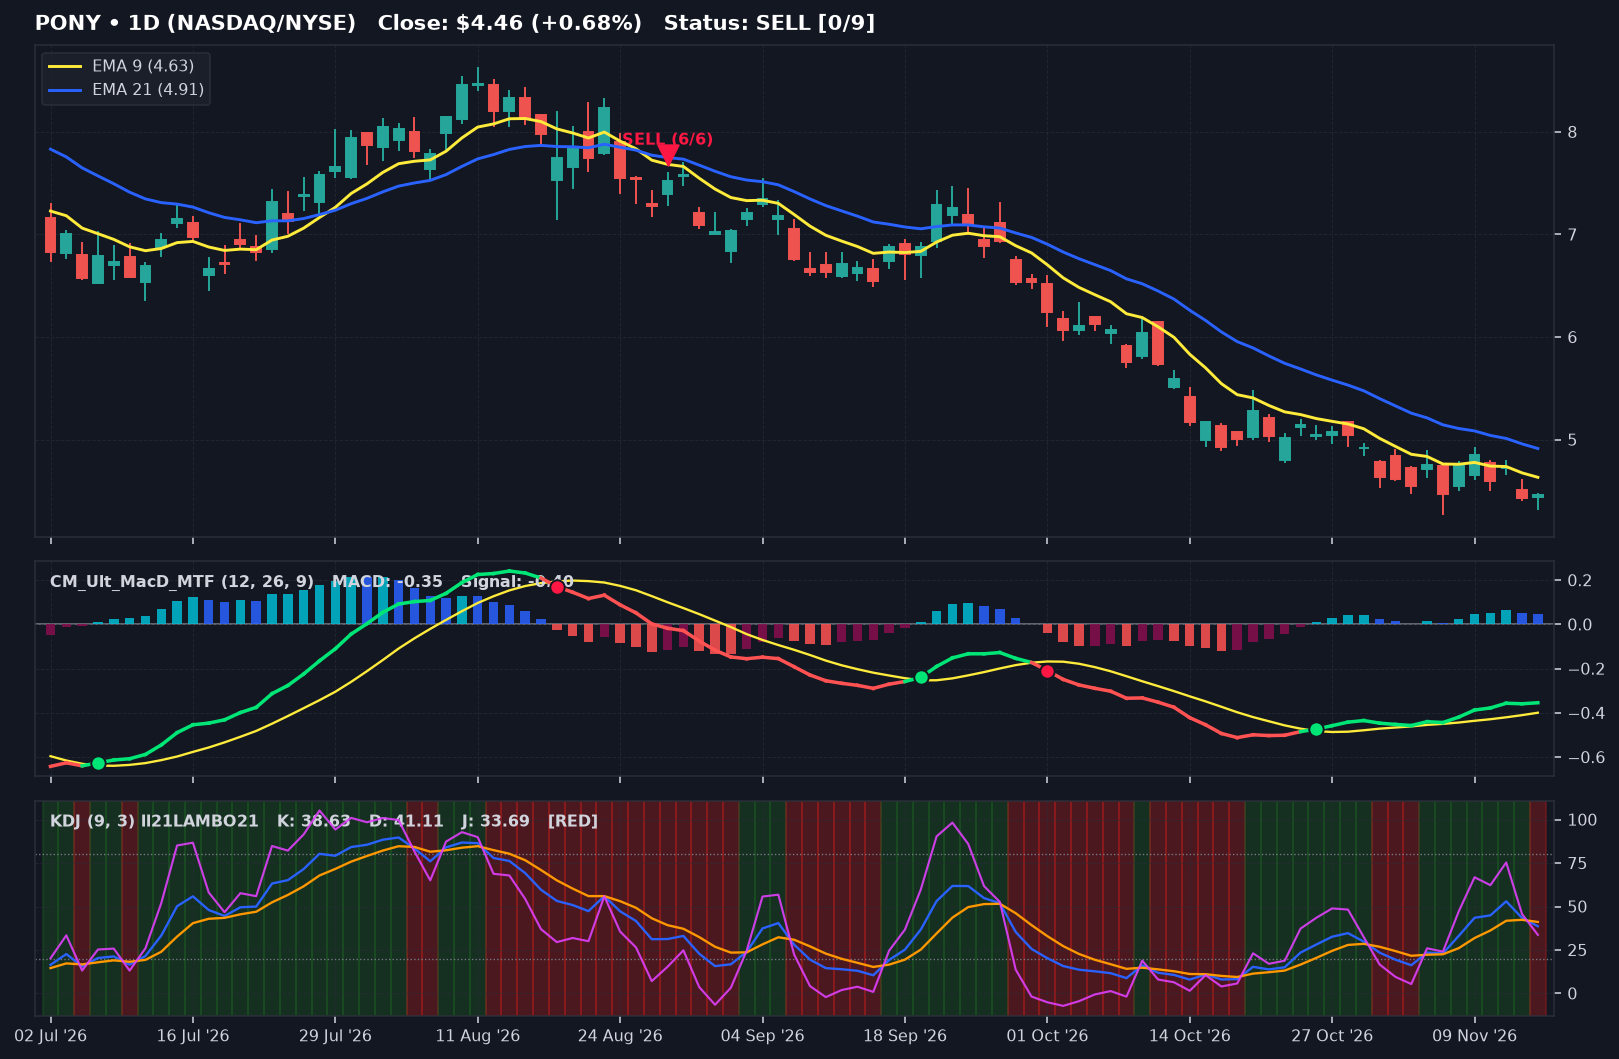 PONY • 1D (NASDAQ/NYSE)   Close: $4.46 (+0.68%)   Status: SELL [0/9]
EMA 9 (4.63)
EMA 21 (4.91)
SELL (6/6)
8
7
6
5
CM_Ult_MacD_MTF (12, 26, 9)   MACD: -0.35   Signal: -0.40
0.2
0.0
−0.2
−0.4
−0.6
KDJ (9, 3) II21LAMBO21   K: 38.63   D: 41.11   J: 33.69   [RED]
100
75
50
25
0
02 Jul '26   16 Jul '26   29 Jul '26   11 Aug '26   24 Aug '26   04 Sep '26   18 Sep '26   01 Oct '26   14 Oct '26   27 Oct '26   09 Nov '26